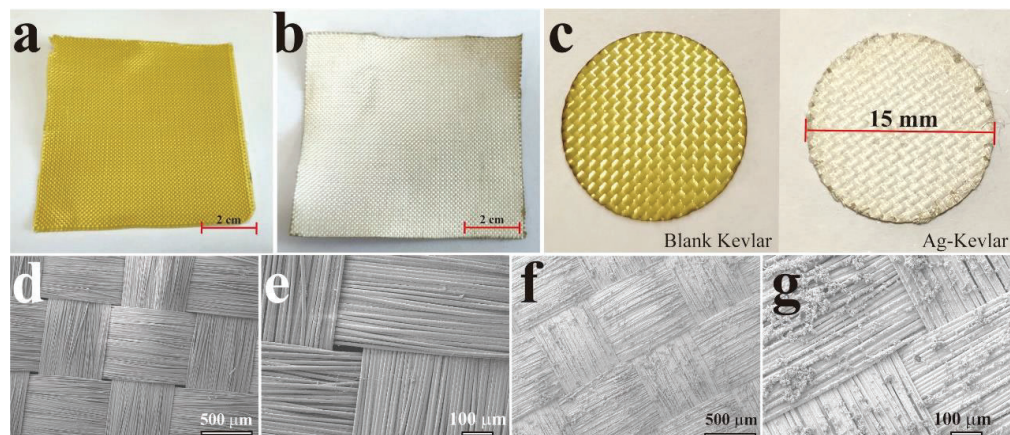 a
b
c
2 cm
2 cm
15 mm
Blank Kevlar
Ag-Kevlar
d
e
f
g
500 μm
100 μm
500 μm
100 μm